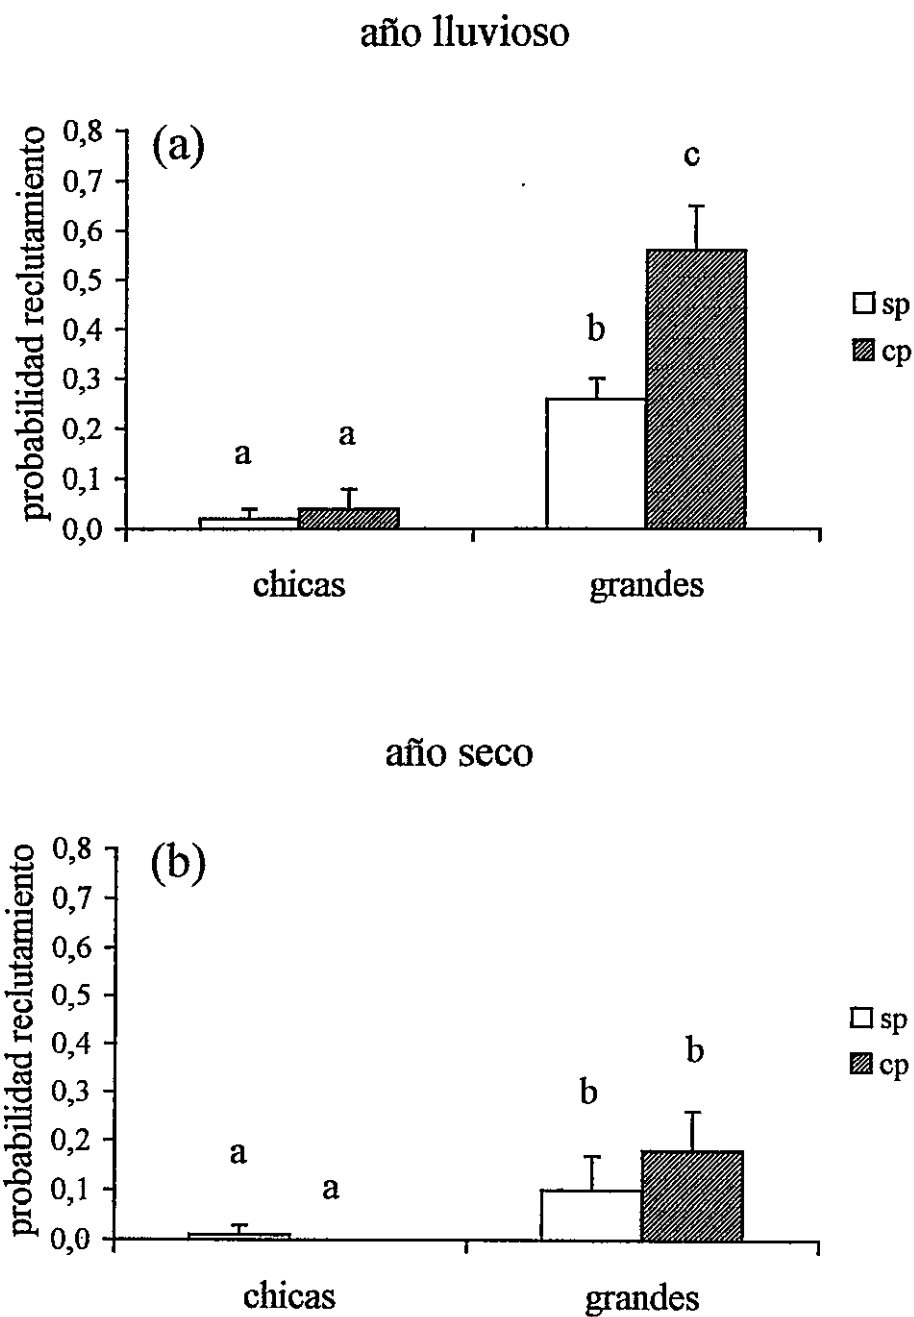 año lluvioso
(a)
probabilidad reclutamiento
0,8
0,7
0,6
0,5
0,4
0,3
0,2
0,1
0,0
a
a
b
c
sp
cp
chicas
grandes
año seco
(b)
probabilidad reclutamiento
0,8
0,7
0,6
0,5
0,4
0,3
0,2
0,1
0,0
a
a
b
b
sp
cp
chicas
grandes